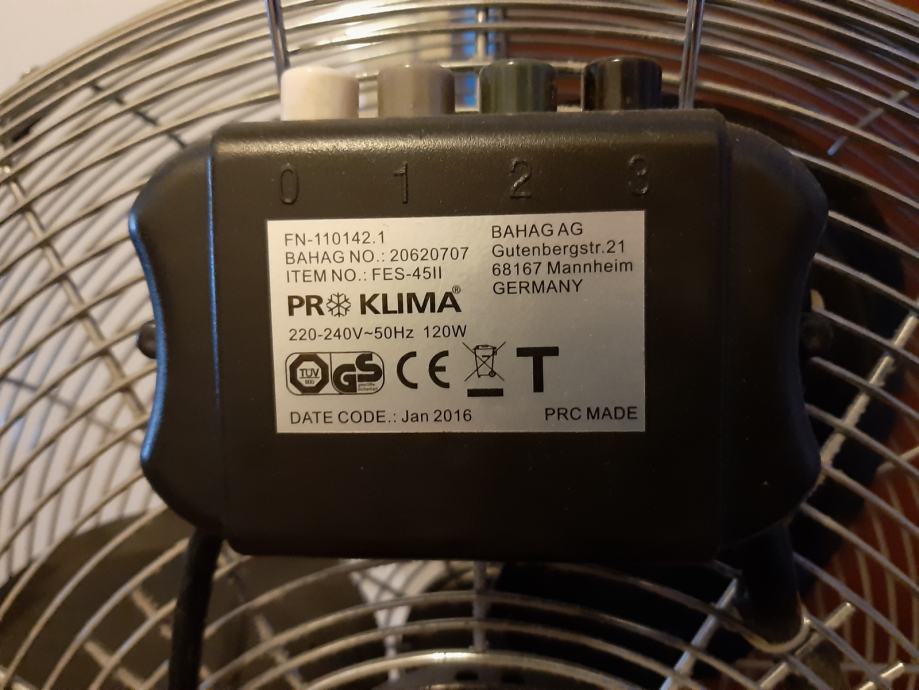 0 1 2 3
FN-110142.1
BAHAG NO.: 20620707
ITEM NO.: FES-45II
BAHAG AG
Gutenbergstr.21
68167 Mannheim
GERMANY
PR KLIMA®
220-240V~50Hz 120W
TÜV GS CE T
DATE CODE.: Jan 2016 PRC MADE